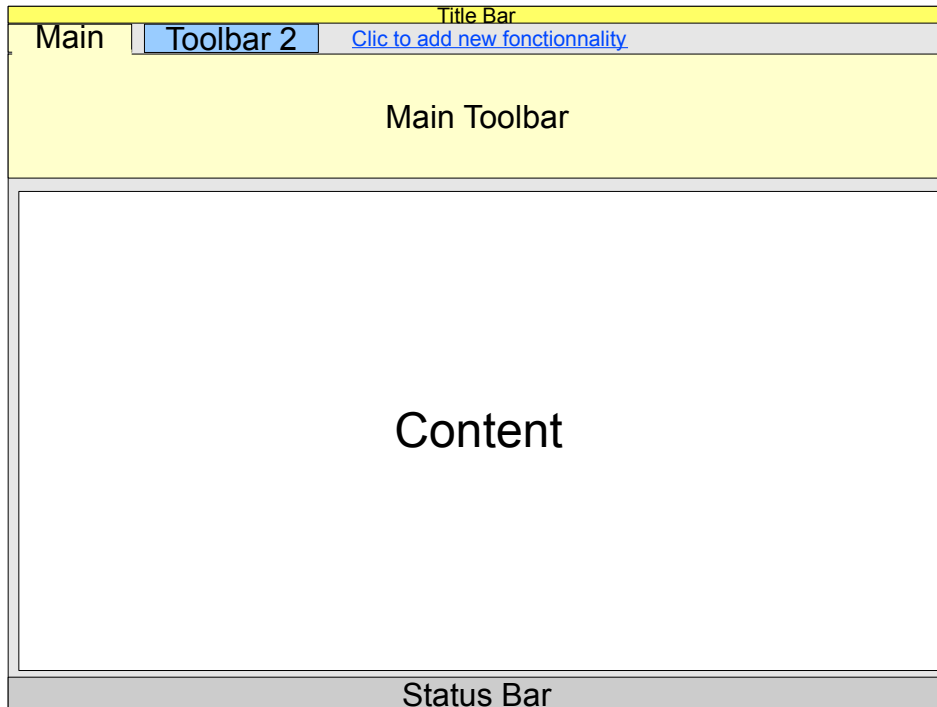 Title Bar
Main Toolbar 2 Clic to add new fonctionnality
Main Toolbar
Content
Status Bar